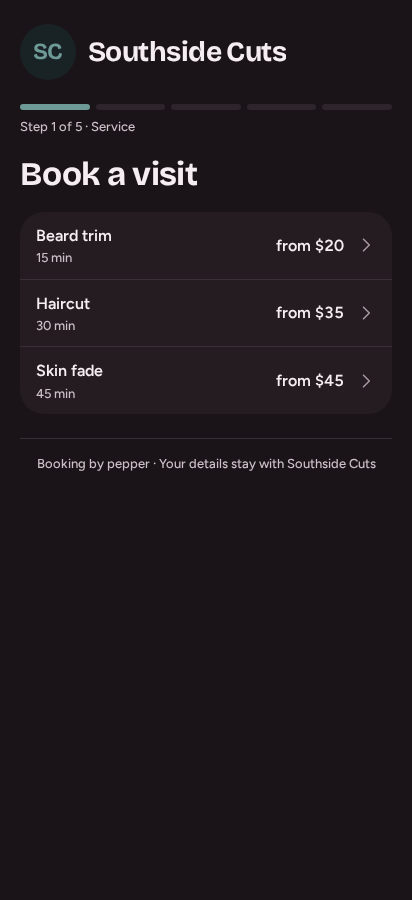 SC
Southside Cuts
Step 1 of 5 · Service
Book a visit
Beard trim
from $20
15 min
Haircut
from $35
30 min
Skin fade
from $45
45 min
Booking by pepper · Your details stay with Southside Cuts